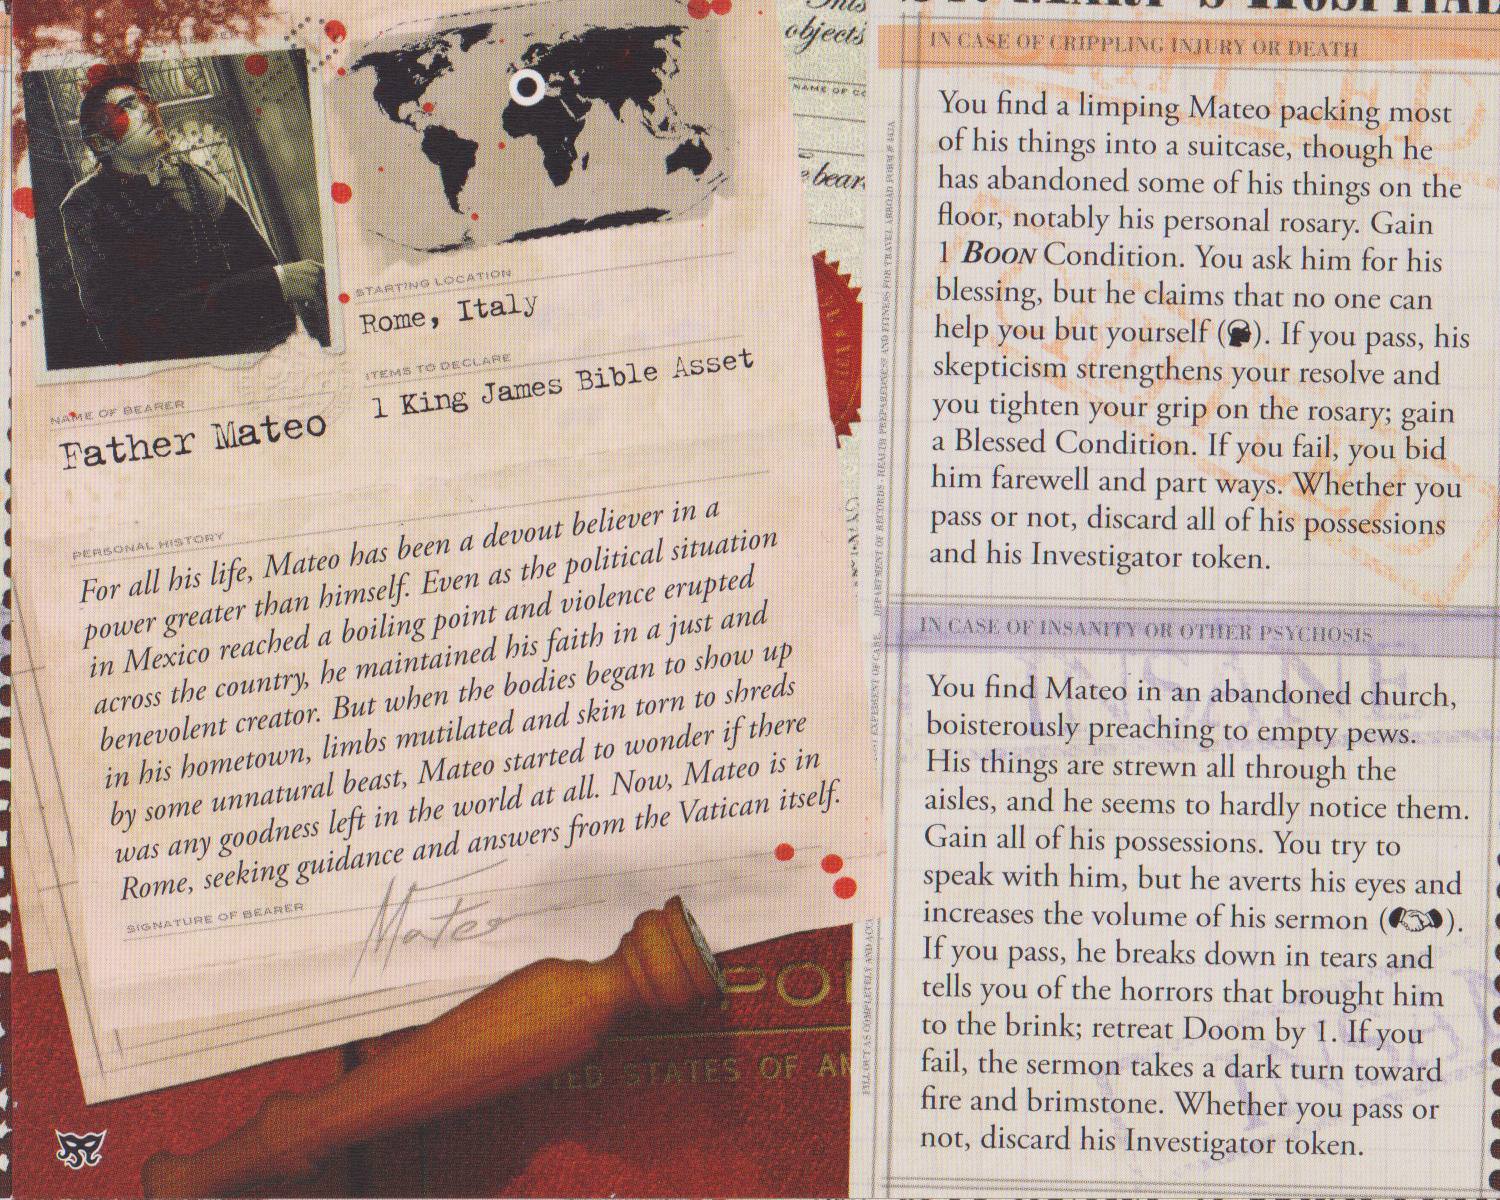 STARTING LOCATION
Rome, Italy
ITEMS TO DECLARE
1 King James Bible Asset
NAME OF BEARER
Father Mateo
PERSONAL HISTORY
For all his life, Mateo has been a devout believer in a
power greater than himself. Even as the political situation
in Mexico reached a boiling point and violence erupted
across the country, he maintained his faith in a just and
benevolent creator. But when the bodies began to show up
in his hometown, limbs mutilated and skin torn to shreds
by some unnatural beast, Mateo started to wonder if there
was any goodness left in the world at all. Now, Mateo is in
Rome, seeking guidance and answers from the Vatican itself.
SIGNATURE OF BEARER
Mateo
STATES OF AM
This
objects
NAME OF CO
e bear
ST. MARY'S HOSPITAL
IN CASE OF CRIPPLING INJURY OR DEATH
You find a limping Mateo packing most
of his things into a suitcase, though he
has abandoned some of his things on the
floor, notably his personal rosary. Gain
1 BOON Condition. You ask him for his
blessing, but he claims that no one can
help you but yourself ( ). If you pass, his
skepticism strengthens your resolve and
you tighten your grip on the rosary; gain
a Blessed Condition. If you fail, you bid
him farewell and part ways. Whether you
pass or not, discard all of his possessions
and his Investigator token.
IN CASE OF INSANITY OR OTHER PSYCHOSIS
You find Mateo in an abandoned church,
boisterously preaching to empty pews.
His things are strewn all through the
aisles, and he seems to hardly notice them.
Gain all of his possessions. You try to
speak with him, but he averts his eyes and
increases the volume of his sermon ( ).
If you pass, he breaks down in tears and
tells you of the horrors that brought him
to the brink; retreat Doom by 1. If you
fail, the sermon takes a dark turn toward
fire and brimstone. Whether you pass or
not, discard his Investigator token.